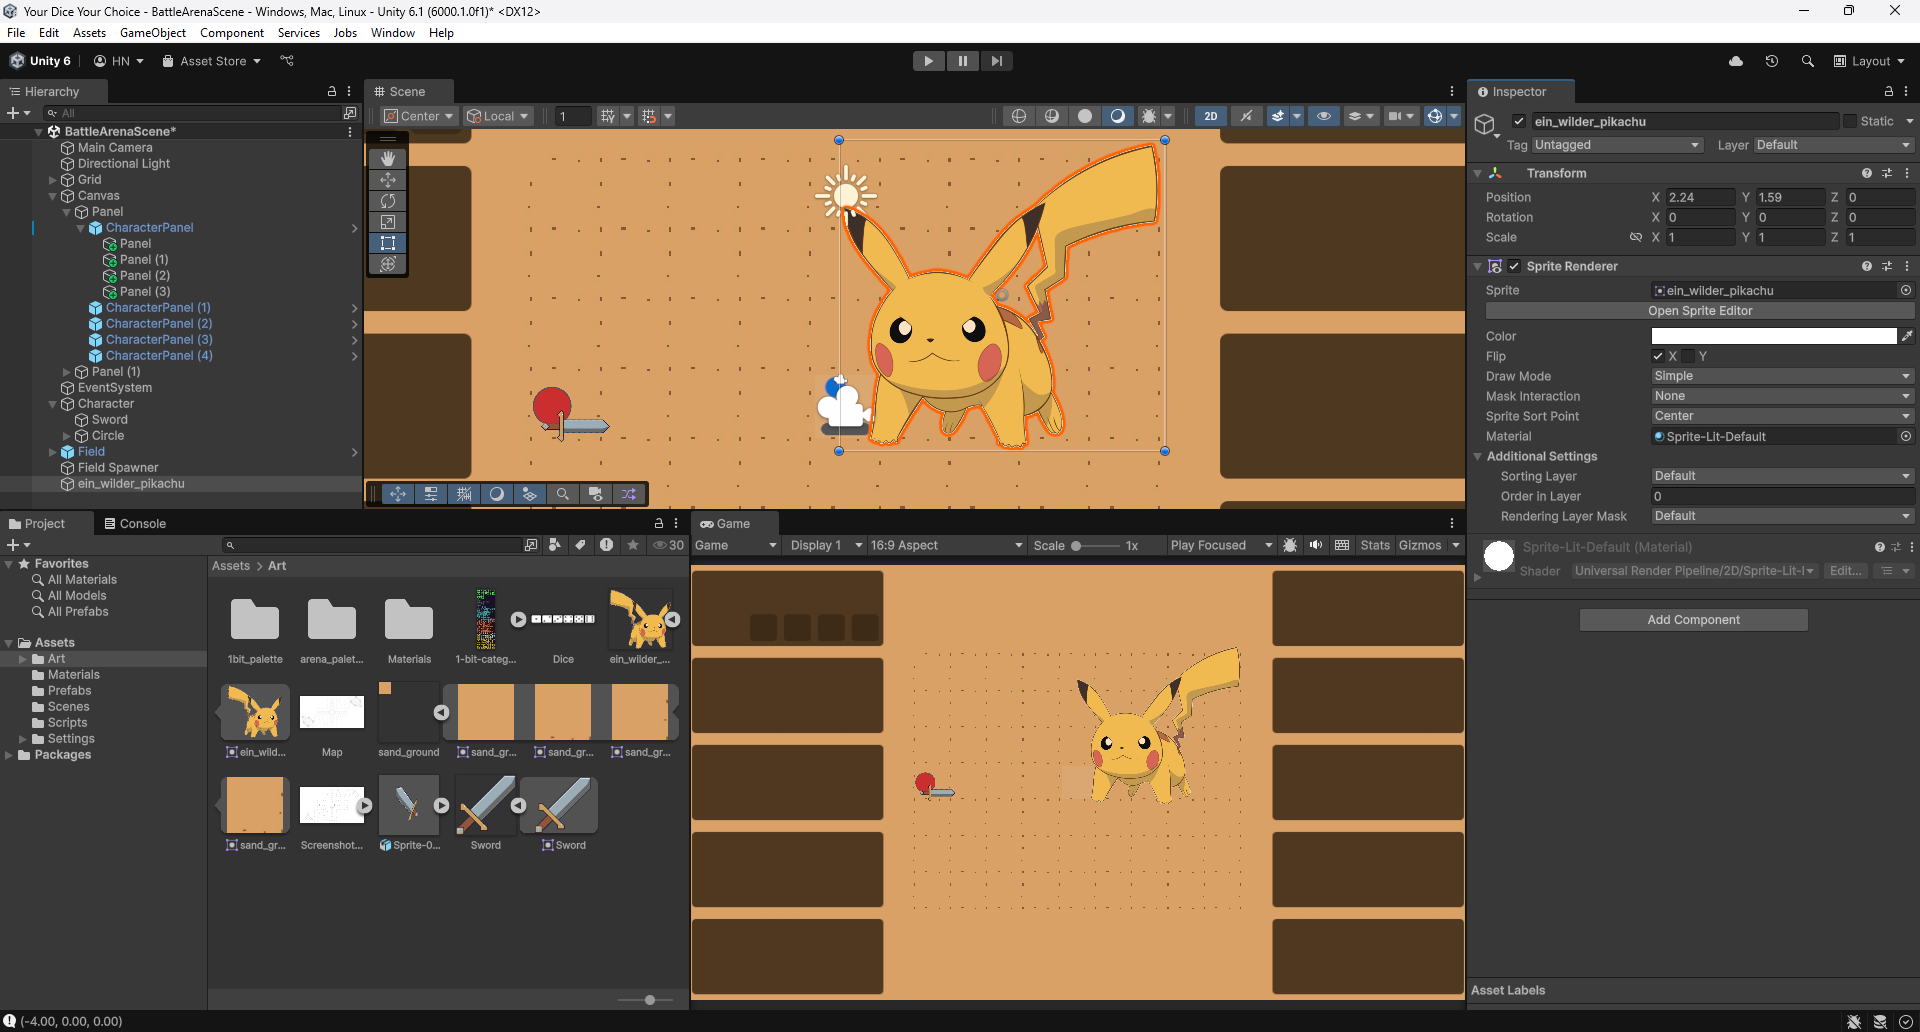 Your Dice Your Choice - BattleArenaScene - Windows, Mac, Linux - Unity 6.1 (6000.1.0f1)* <DX12>
File Edit Assets GameObject Component Services Jobs Window Help
Unity 6 HN Asset Store Layout
Hierarchy
All
BattleArenaScene*
Main Camera
Directional Light
Grid
Canvas
Panel
CharacterPanel
Panel
Panel (1)
Panel (2)
Panel (3)
CharacterPanel (1)
CharacterPanel (2)
CharacterPanel (3)
CharacterPanel (4)
Panel (1)
EventSystem
Character
Sword
Circle
Field
Field Spawner
ein_wilder_pikachu
Scene
Center Local 1 2D
Project Console
30
Favorites
All Materials
All Models
All Prefabs
Assets
Art
Materials
Prefabs
Scenes
Scripts
Settings
Packages
Assets > Art
1bit_palette arena_palet... Materials 1-bit-categ... Dice ein_wilder_...
ein_wild... Map sand_ground sand_gr... sand_gr... sand_gr...
sand_gr... Screenshot... Sprite-0... Sword Sword
Game
Game Display 1 16:9 Aspect Scale 1x Play Focused Stats Gizmos
Inspector
ein_wilder_pikachu Static
Tag Untagged Layer Default
Transform
Position X 2.24 Y 1.59 Z 0
Rotation X 0 Y 0 Z 0
Scale X 1 Y 1 Z 1
Sprite Renderer
Sprite ein_wilder_pikachu
Open Sprite Editor
Color
Flip X Y
Draw Mode Simple
Mask Interaction None
Sprite Sort Point Center
Material Sprite-Lit-Default
Additional Settings
Sorting Layer Default
Order in Layer 0
Rendering Layer Mask Default
Sprite-Lit-Default (Material)
Shader Universal Render Pipeline/2D/Sprite-Lit-I Edit...
Add Component
Asset Labels
(-4.00, 0.00, 0.00)